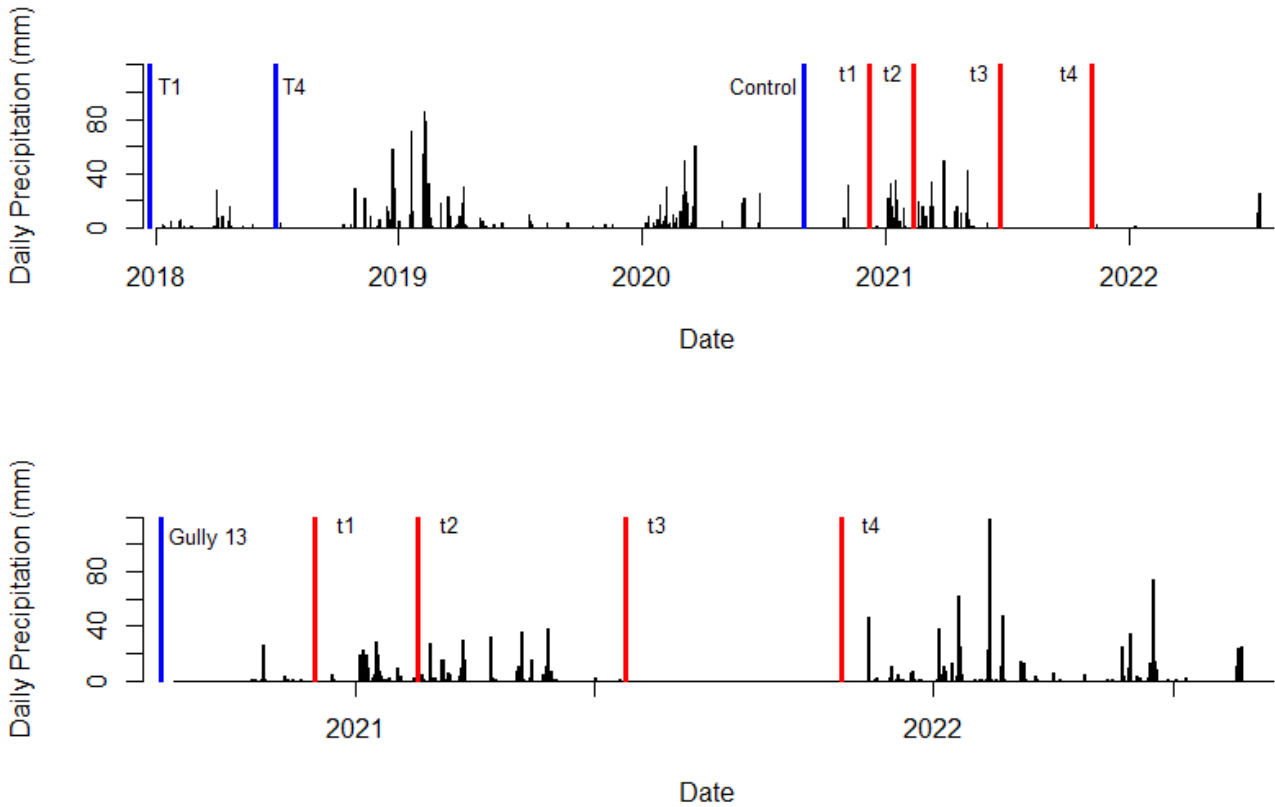 Daily Precipitation (mm)
80
40
0
T1
T4
Control
t1
t2
t3
t4
2018
2019
2020
2021
2022
Date
Daily Precipitation (mm)
80
40
0
Gully 13
t1
t2
t3
t4
2021
2022
Date